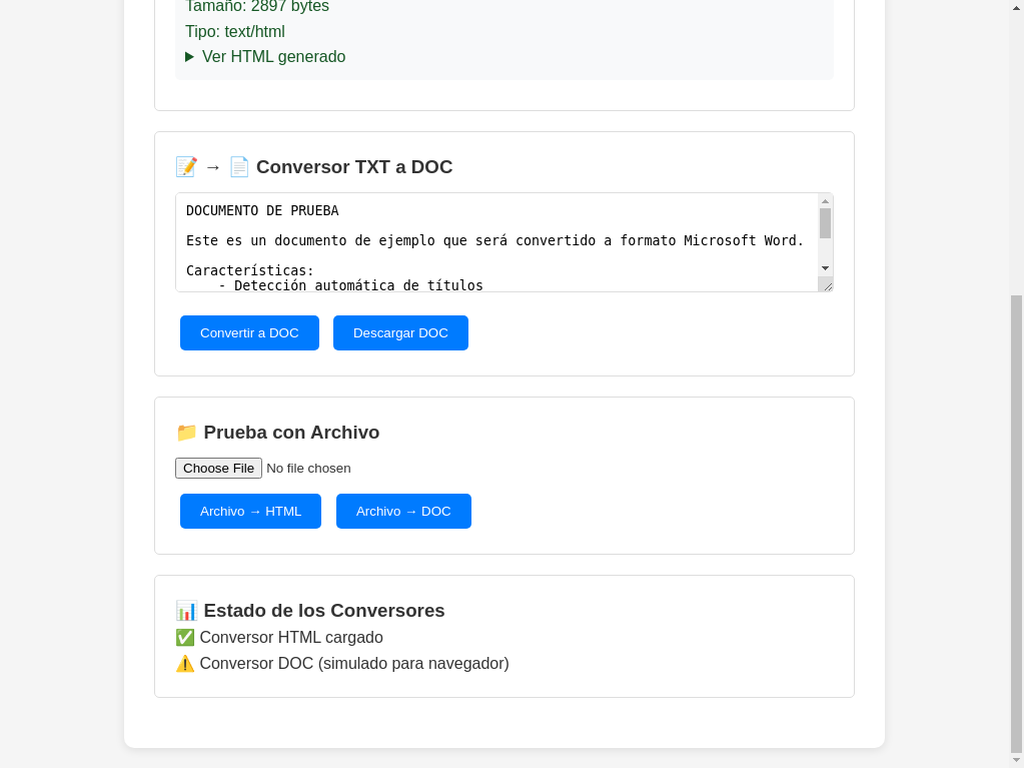 Tamaño: 2897 bytes
Tipo: text/html
▶ Ver HTML generado
📝 → 📄 Conversor TXT a DOC
DOCUMENTO DE PRUEBA
Este es un documento de ejemplo que será convertido a formato Microsoft Word.
Características:
- Detección automática de títulos
Convertir a DOC Descargar DOC
📁 Prueba con Archivo
Choose File No file chosen
Archivo → HTML Archivo → DOC
📊 Estado de los Conversores
✅ Conversor HTML cargado
⚠️ Conversor DOC (simulado para navegador)